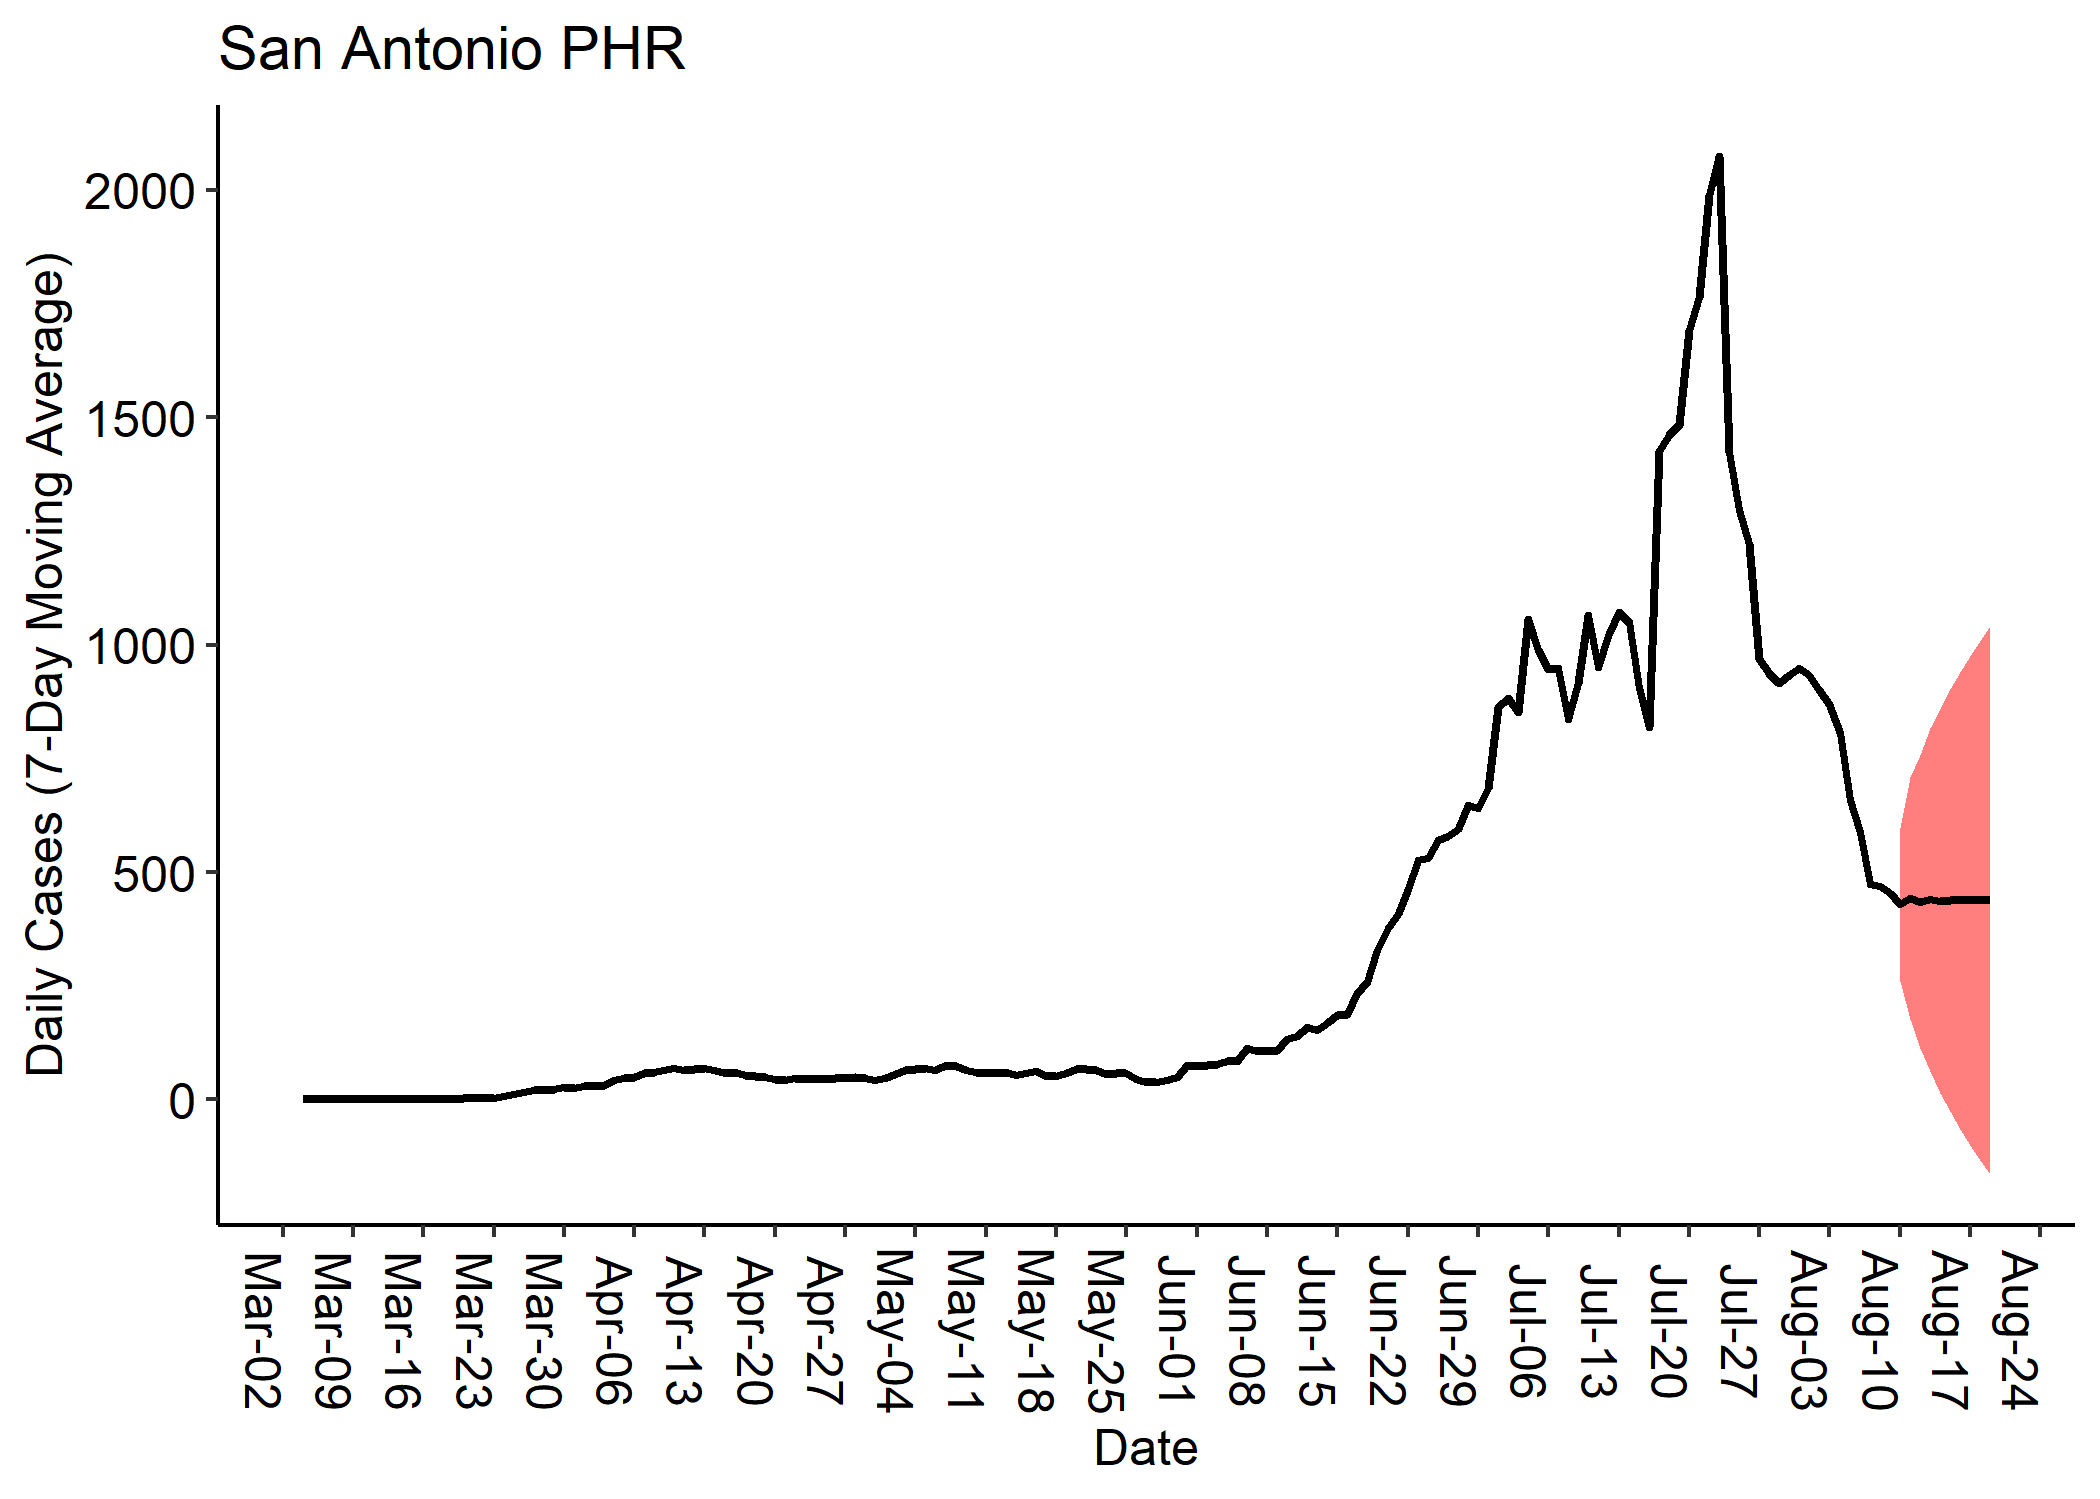 San Antonio PHR
Daily Cases (7-Day Moving Average)
2000
1500
1000
500
0
Mar-02
Mar-09
Mar-16
Mar-23
Mar-30
Apr-06
Apr-13
Apr-20
Apr-27
May-04
May-11
May-18
May-25
Jun-01
Jun-08
Jun-15
Jun-22
Jun-29
Jul-06
Jul-13
Jul-20
Jul-27
Aug-03
Aug-10
Aug-17
Aug-24
Date